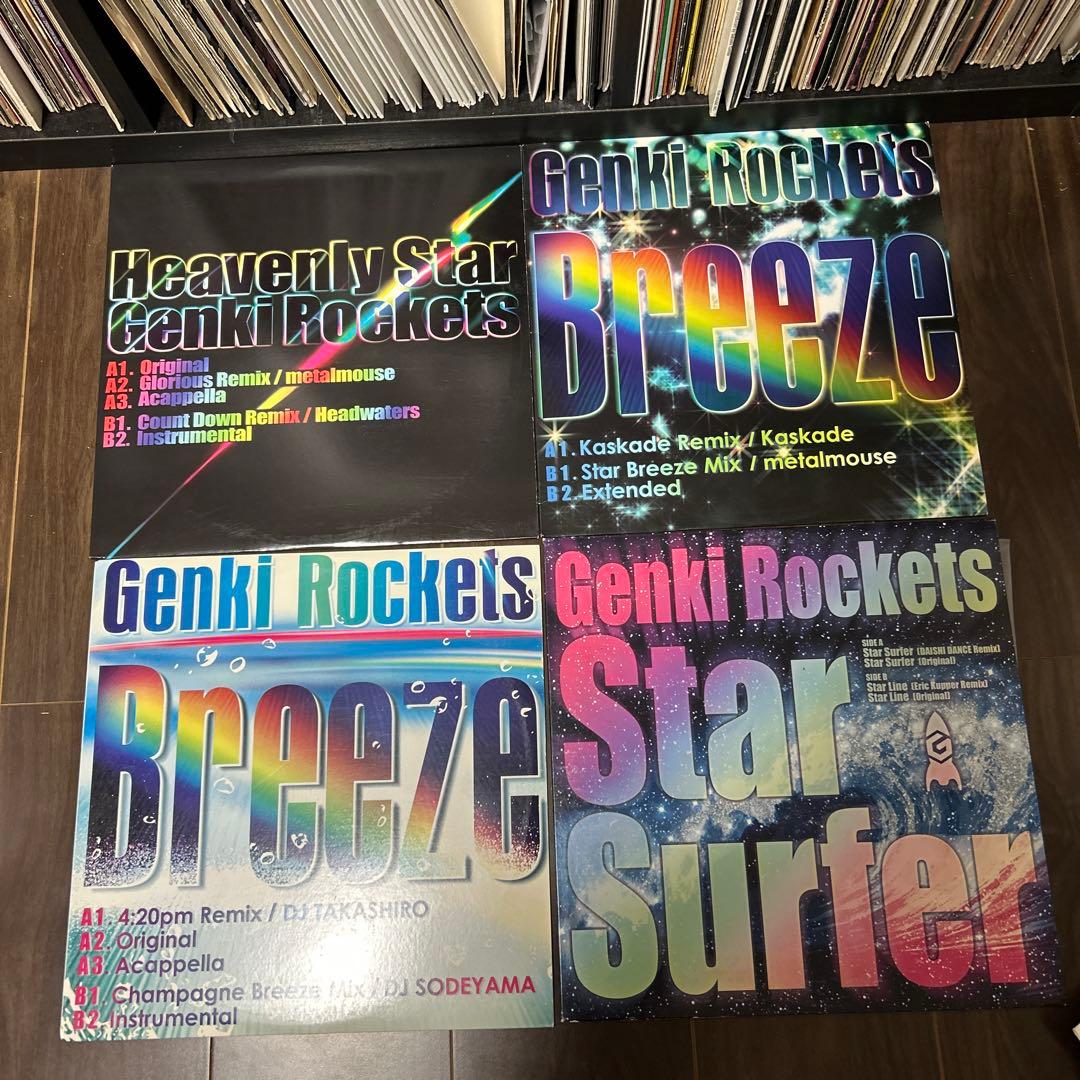 Heavenly Star
Genki Rockets
A1. Original
A2. Glorious Remix / metalmouse
A3. Acappella
B1. Count Down Remix / Headwaters
B2. Instrumental
Genki Rockets
Breeze
A1. Kaskade Remix / Kaskade
B1. Star Breeze Mix / metalmouse
B2. Extended
Genki Rockets
Breeze
A1. 4:20pm Remix / DJ TAKASHIRO
A2. Original
A3. Acappella
B1. Champagne Breeze Mix / DJ SODEYAMA
B2. Instrumental
Genki Rockets
Star
Surfer
SIDE A
Star Surfer (DAISHI DANCE Remix)
Star Surfer (Original)
SIDE B
Star Line (Eric Kupper Remix)
Star Line (Original)
G